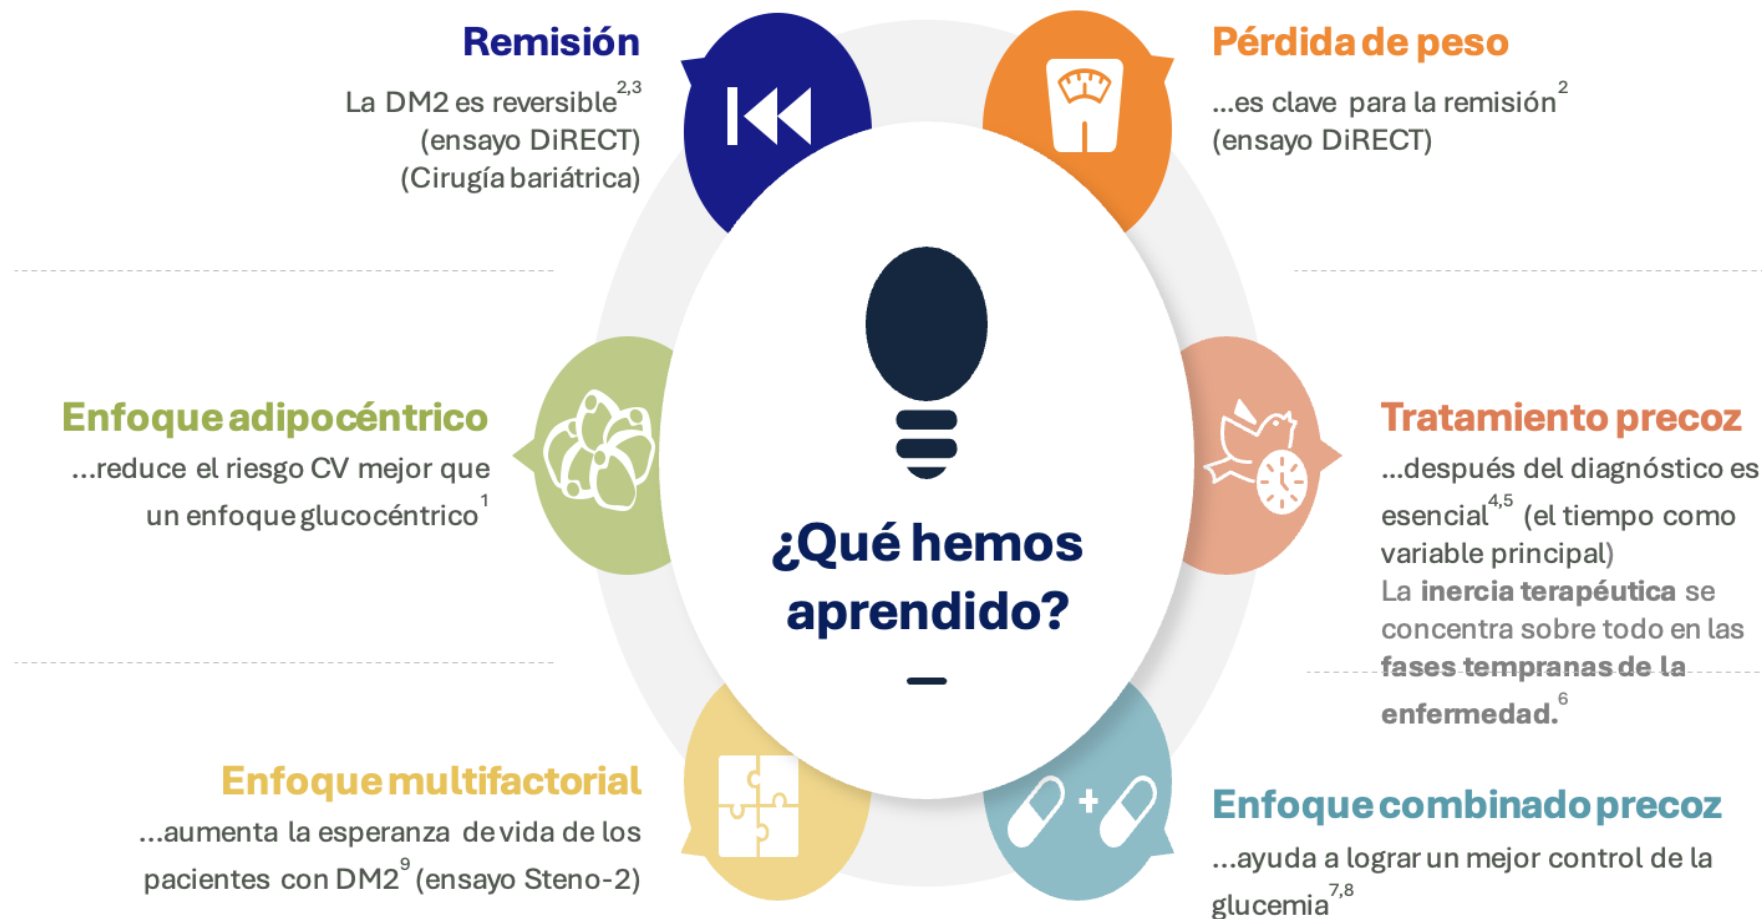 Remisión
La DM2 es reversible2,3
(ensayo DiRECT)
(Cirugía bariátrica)
Pérdida de peso
...es clave para la remisión2
(ensayo DiRECT)
Enfoque adipocéntrico
...reduce el riesgo CV mejor que
un enfoque glucocéntrico1
¿Qué hemos
aprendido?
Tratamiento precoz
...después del diagnóstico es
esencial4,5 (el tiempo como
variable principal)
La inercia terapéutica se
concentra sobre todo en las
fases tempranas de la
enfermedad.6
Enfoque multifactorial
...aumenta la esperanza de vida de los
pacientes con DM29 (ensayo Steno-2)
Enfoque combinado precoz
...ayuda a lograr un mejor control de la
glucemia7,8